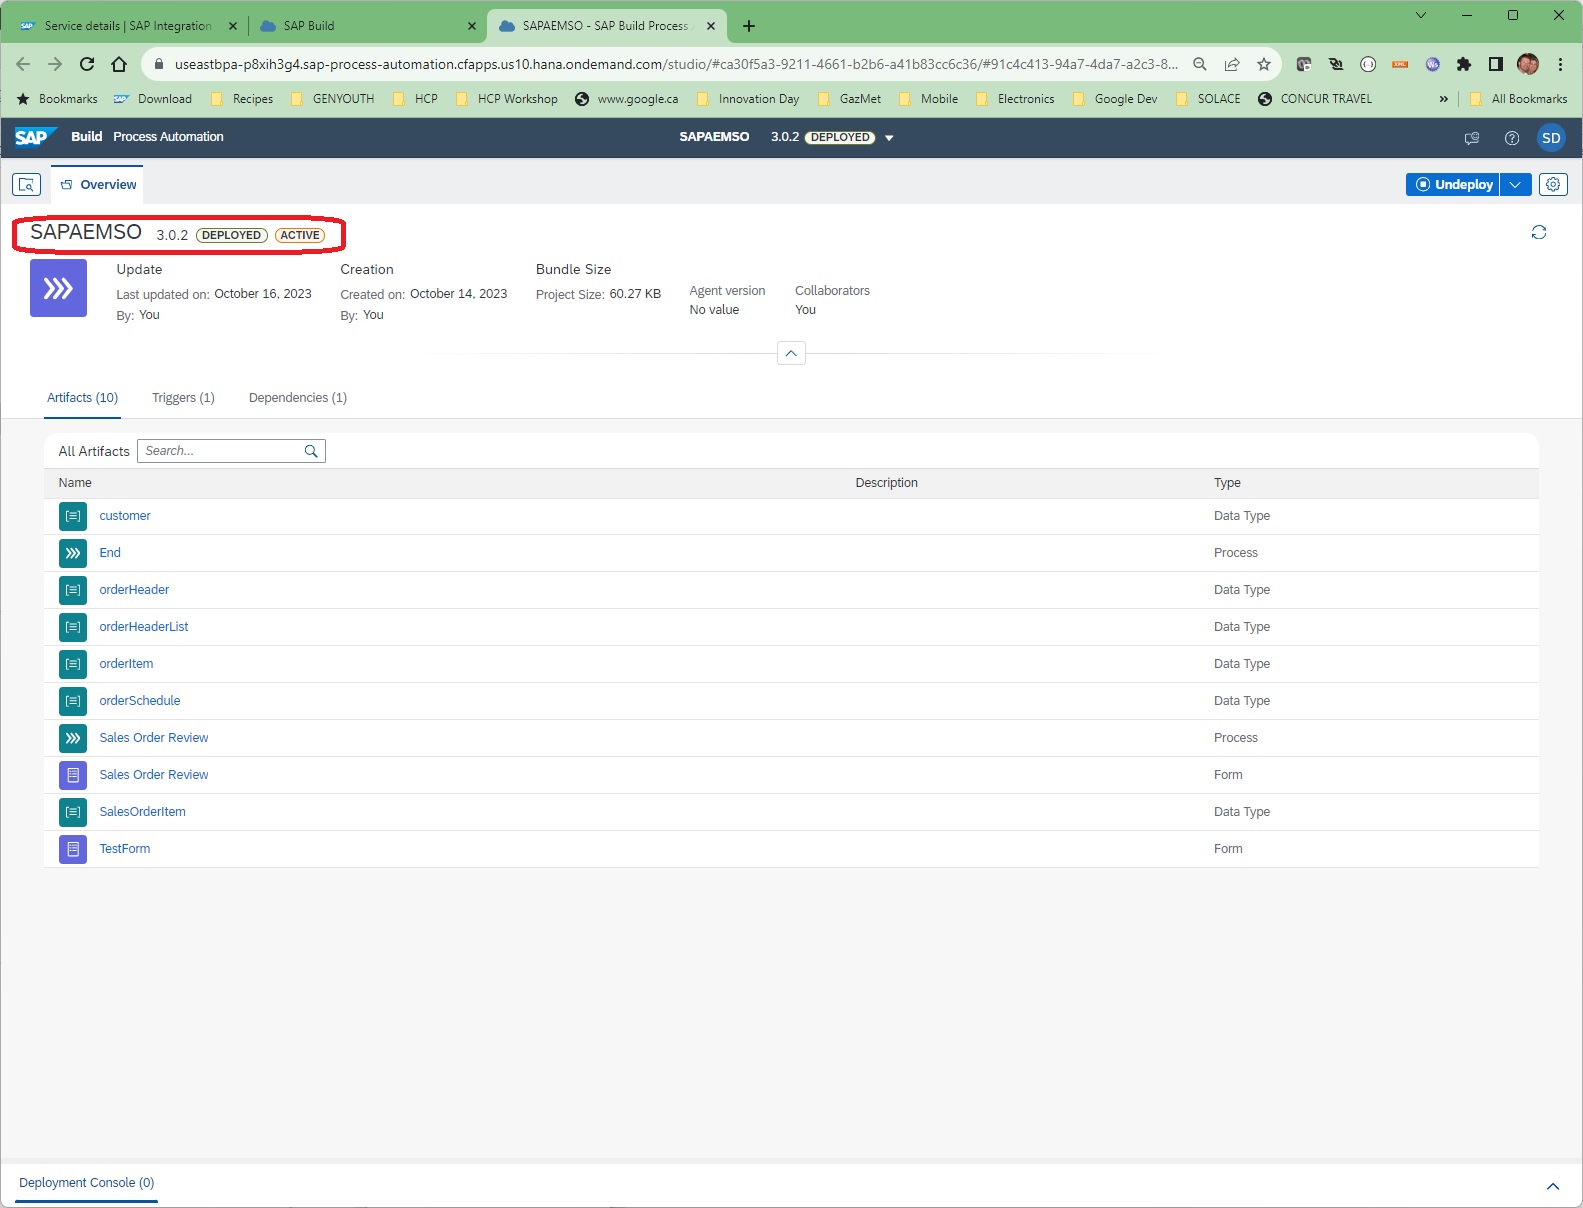 Service details | SAP Integration
SAP Build
SAPAEMSO - SAP Build Process
useastbpa-p8xih3g4.sap-process-automation.cfapps.us10.hana.ondemand.com/studio/#ca30f5a3-9211-4661-b2b6-a41b83cc6c36/#91c4c413-94a7-4da7-a2c3-8...
Bookmarks
SAP Download
Recipes
GENYOUTH
HCP
HCP Workshop
www.google.ca
Innovation Day
GazMet
Mobile
Electronics
Google Dev
SOLACE
CONCUR TRAVEL
»
All Bookmarks
SAP Build Process Automation
SAPAEMSO 3.0.2 DEPLOYED
SD
Overview
Undeploy
SAPAEMSO 3.0.2 DEPLOYED ACTIVE
Update
Last updated on: October 16, 2023
By: You
Creation
Created on: October 14, 2023
By: You
Bundle Size
Project Size: 60.27 KB
Agent version
No value
Collaborators
You
Artifacts (10) Triggers (1) Dependencies (1)
All Artifacts Search...
Name Description Type
customer Data Type
End Process
orderHeader Data Type
orderHeaderList Data Type
orderItem Data Type
orderSchedule Data Type
Sales Order Review Process
Sales Order Review Form
SalesOrderItem Data Type
TestForm Form
Deployment Console (0)